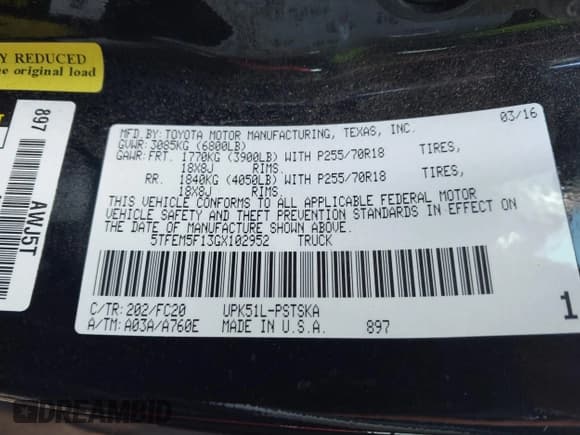 Y REDUCED
e original load
897
AWJ5T
03/16
MFD.BY:TOYOTA MOTOR MANUFACTURING, TEXAS, INC.
GVWR:3085KG (6800LB)
GAWR:FRT. 1770KG (3900LB) WITH P255/70R18 TIRES,
18X8J RIMS.
RR. 1840KG (4050LB) WITH P255/70R18 TIRES,
18X8J RIMS.
THIS VEHICLE CONFORMS TO ALL APPLICABLE FEDERAL MOTOR
VEHICLE SAFETY AND THEFT PREVENTION STANDARDS IN EFFECT ON
THE DATE OF MANUFACTURE SHOWN ABOVE.
5TFEM5F13GX102952 TRUCK
C/TR:202/FC20 UPK51L-PSTSKA
A/TM:A03A/A760E MADE IN U.S.A. 897
1
DREAMBID